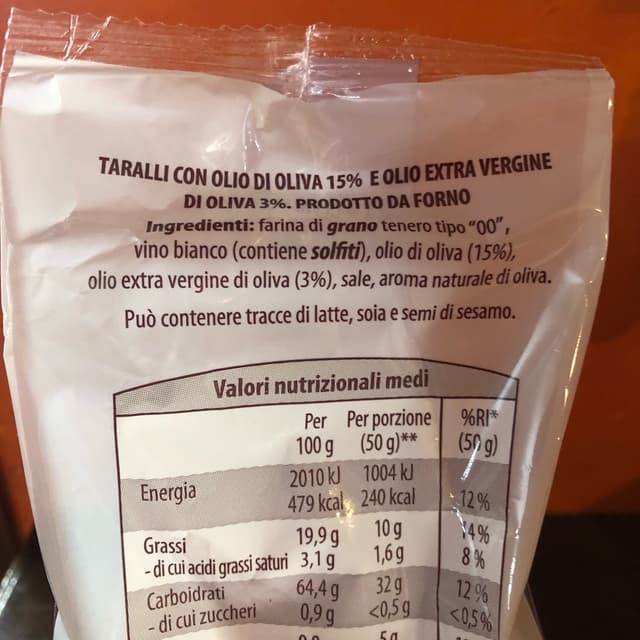 TARALLI CON OLIO DI OLIVA 15% E OLIO EXTRA VERGINE
DI OLIVA 3%. PRODOTTO DA FORNO
Ingredienti: farina di grano tenero tipo "00",
vino bianco (contiene solfiti), olio di oliva (15%),
olio extra vergine di oliva (3%), sale, aroma naturale di oliva.
Può contenere tracce di latte, soia e semi di sesamo.
Valori nutrizionali medi
Per 100 g Per porzione (50 g)** %RI* (50 g)
Energia 2010 kJ 1004 kJ
479 kcal 240 kcal 12 %
Grassi 19,9 g 10 g 14 %
- di cui acidi grassi saturi 3,1 g 1,6 g 8 %
Carboidrati 64,4 g 32 g 12 %
- di cui zuccheri 0,9 g <0,5 g <0,5 %